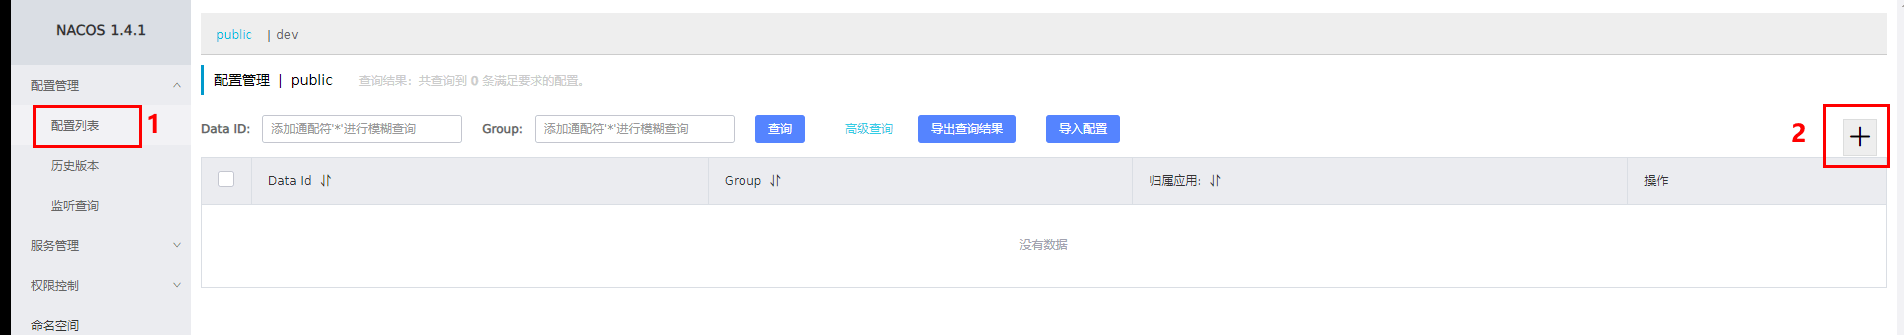 NACOS 1.4.1
配置管理
配置列表
1
历史版本
监听查询
服务管理
权限控制
命名空间
public | dev
配置管理 | public 查询结果：共查询到 0 条满足要求的配置。
Data ID: 添加通配符'*'进行模糊查询 Group: 添加通配符'*'进行模糊查询 查询 高级查询 导出查询结果 导入配置
2
Data Id Group 归属应用: 操作
没有数据